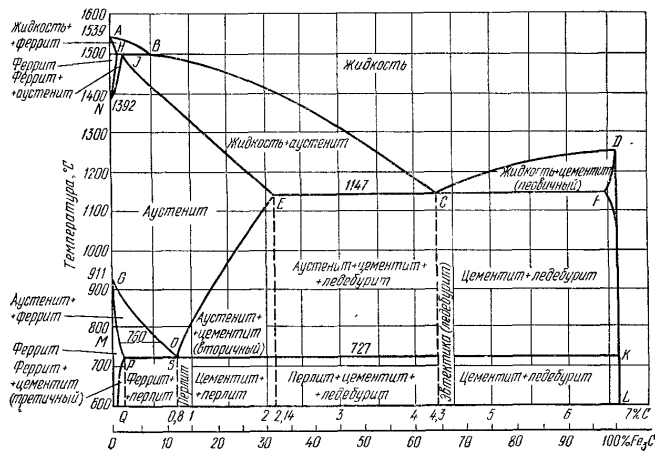 1600
1539
Жидкость+
+феррит
1500
Феррит
Феррит+
+аустенит
1400
N
1392
1300
1200
1100
1000
911
900
800
700
600
Температура, °С
A
H
J
B
Жидкость
Жидкость+аустенит
D
Жидкость+цементит
(первичный)
1147
E
C
F
Аустенит
G
Аустенит+
+феррит
M
760
Аустенит+
+цементит
(вторичный)
Аустенит+цементит+
+ледебурит
Эвтектика (ледебурит)
Цементит+ледебурит
727
S
K
P
Феррит
Феррит+
+цементит
(третичный)
Феррит+
+перлит
Перлит
Цементит+
+перлит
Перлит+цементит+
+ледебурит
Цементит+ледебурит
L
Q
0,8 1 2 2,14 3 4 4,3 5 6 7%C
0 10 20 30 40 50 60 70 80 90 100%Fe3C